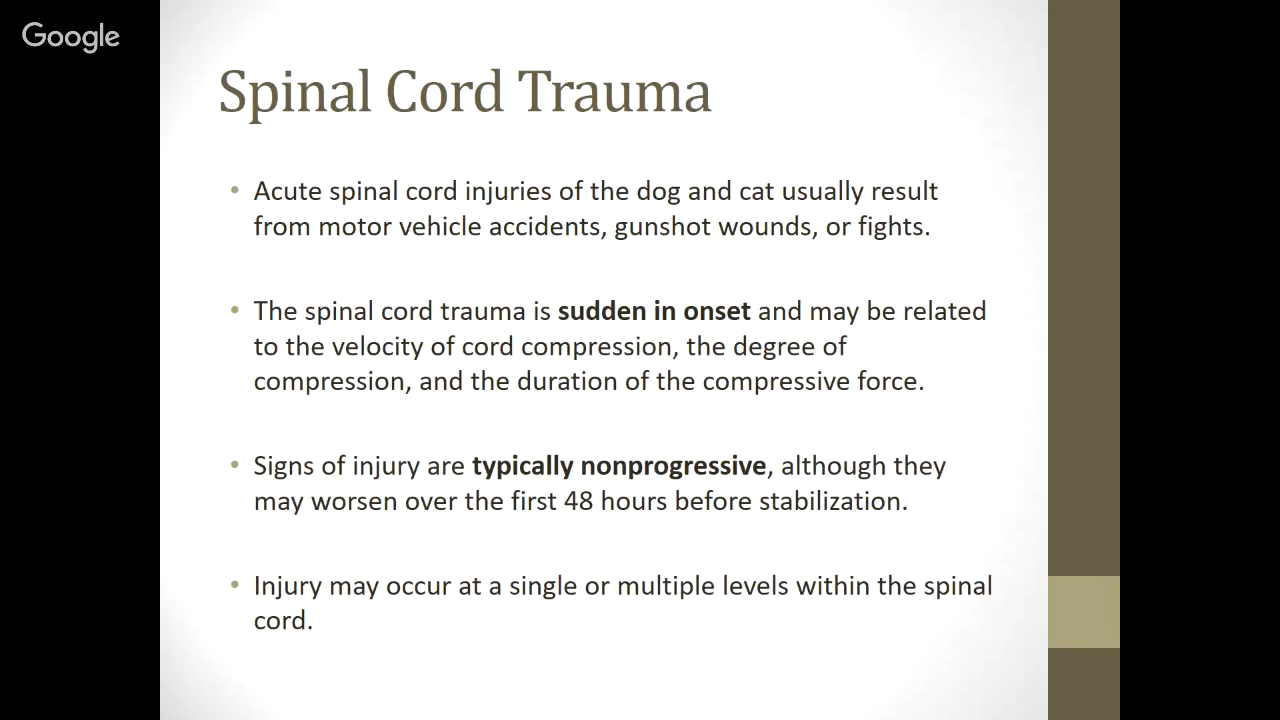 Google
Spinal Cord Trauma
• Acute spinal cord injuries of the dog and cat usually result
from motor vehicle accidents, gunshot wounds, or fights.
• The spinal cord trauma is sudden in onset and may be related
to the velocity of cord compression, the degree of
compression, and the duration of the compressive force.
• Signs of injury are typically nonprogressive, although they
may worsen over the first 48 hours before stabilization.
• Injury may occur at a single or multiple levels within the spinal
cord.